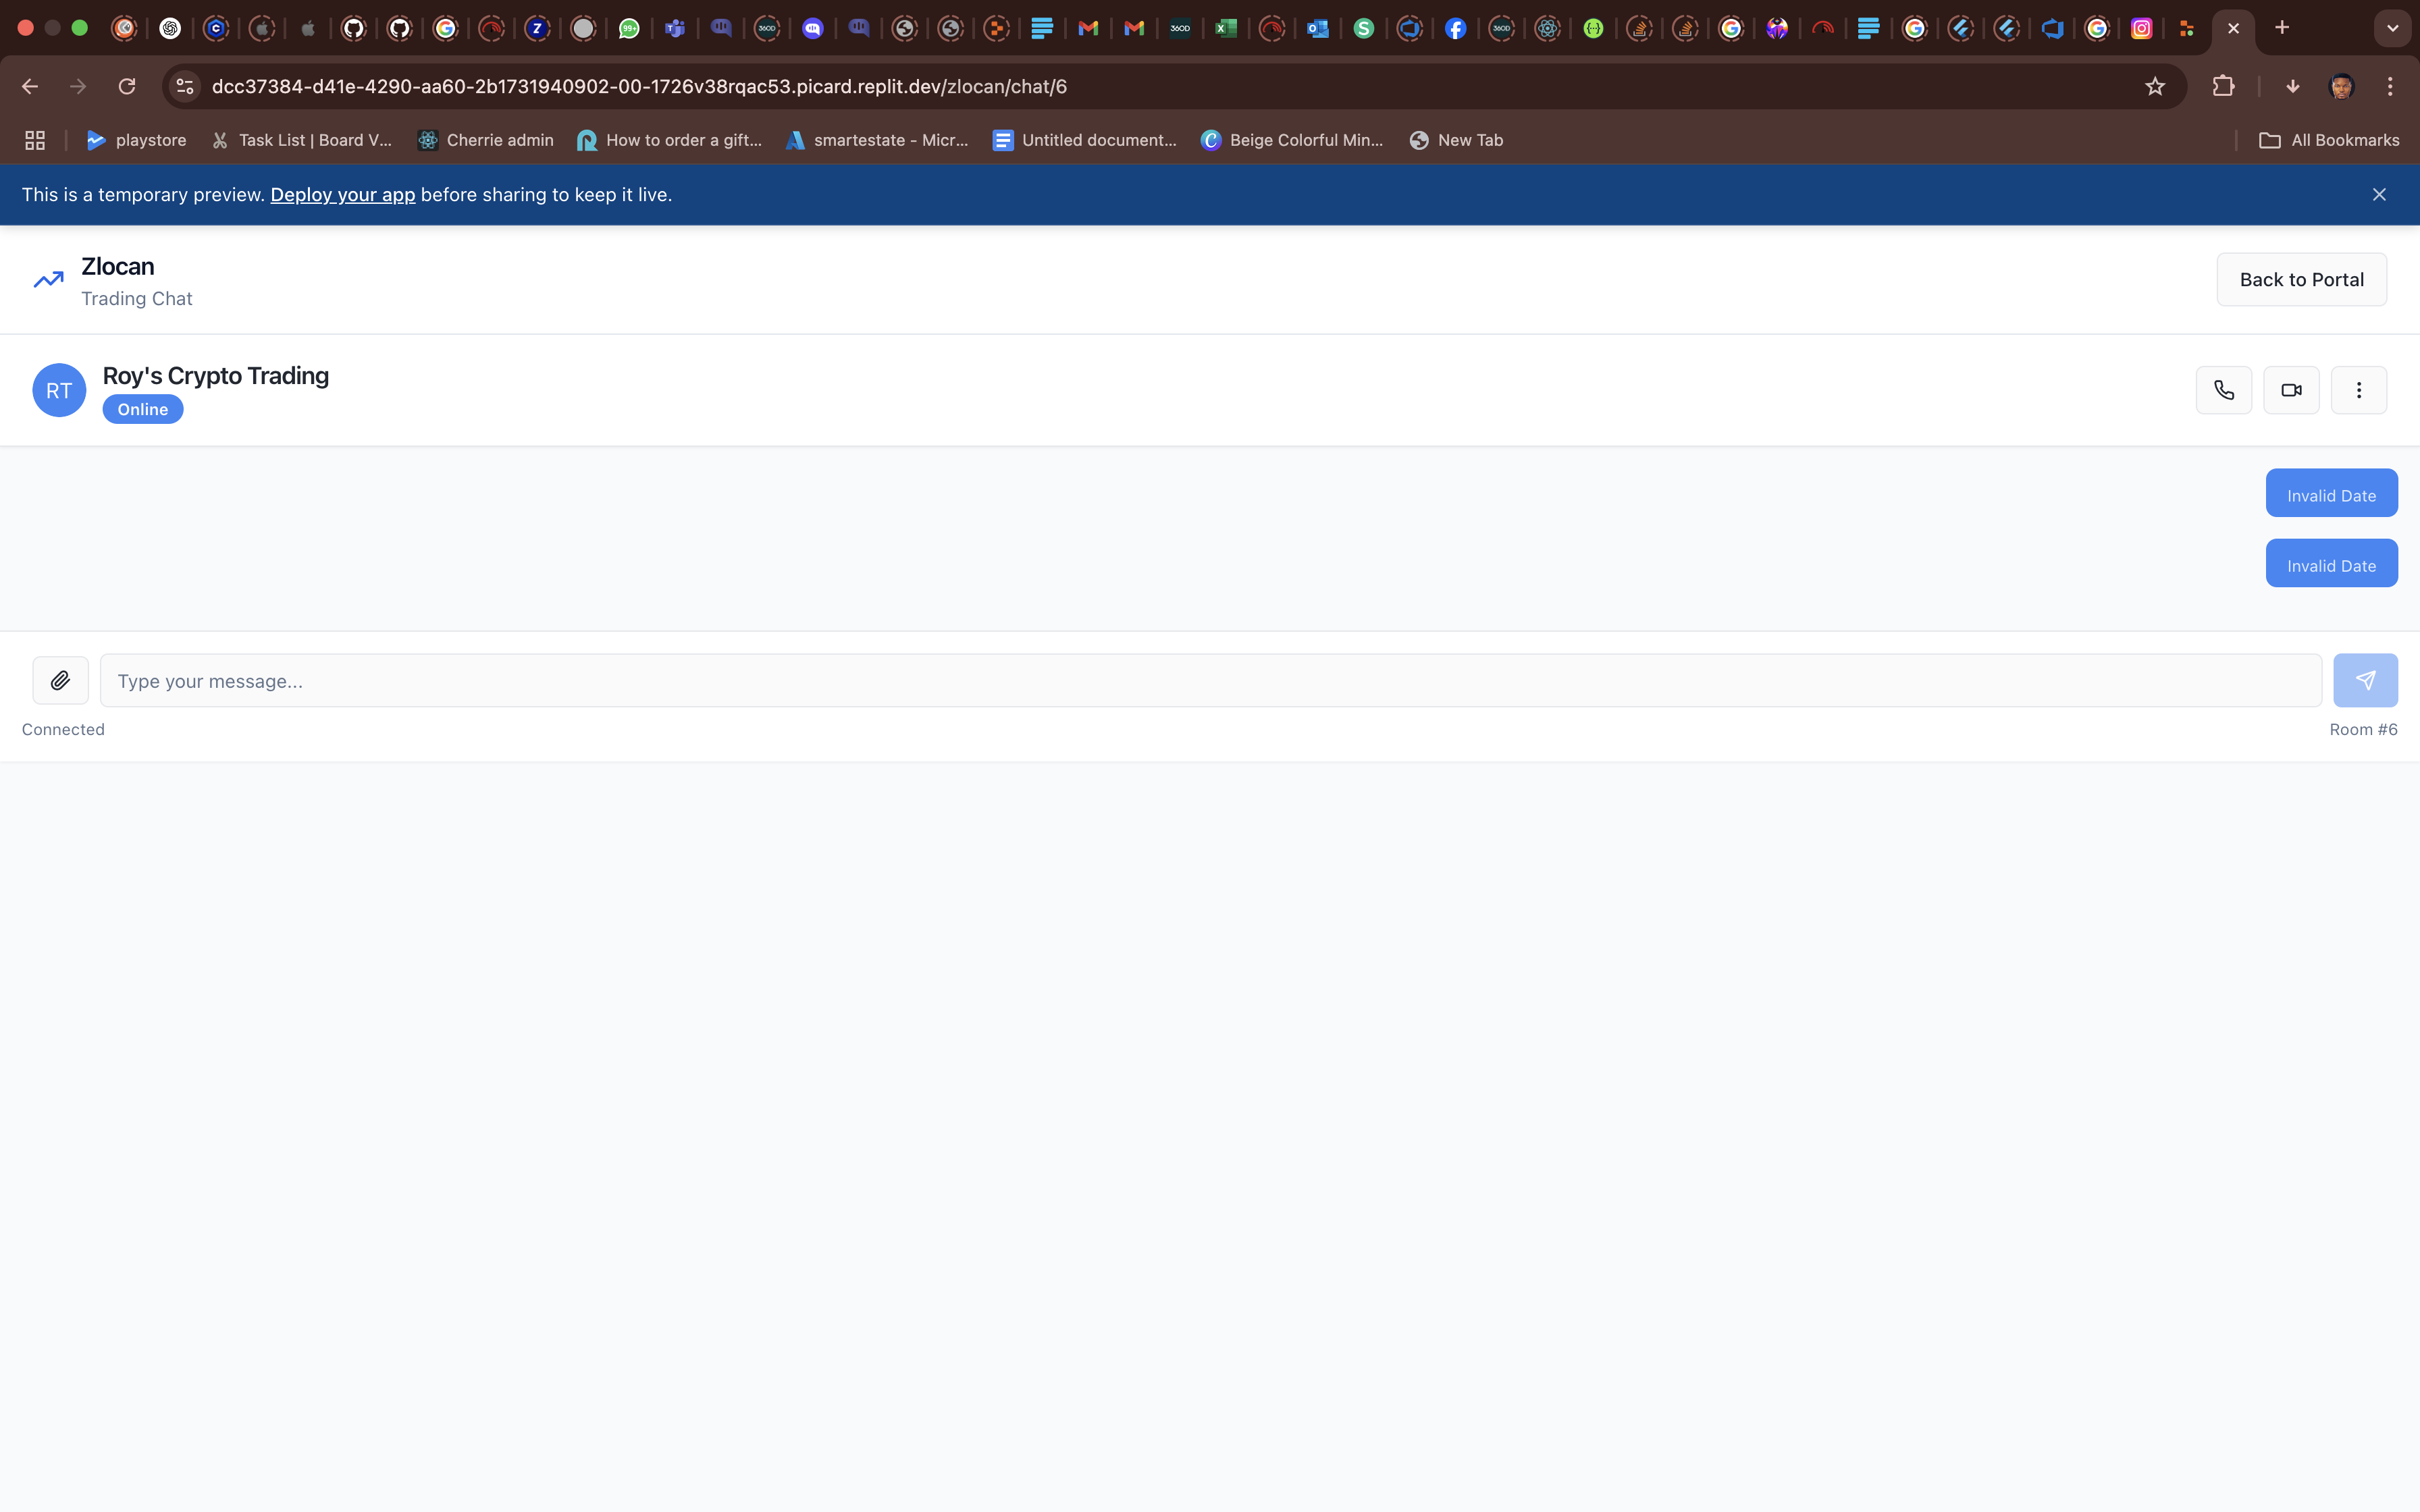 dcc37384-d41e-4290-aa60-2b1731940902-00-1726v38rqac53.picard.replit.dev/zlocan/chat/6
playstore Task List | Board V... Cherrie admin How to order a gift... smartestate - Micr... Untitled document... Beige Colorful Min... New Tab All Bookmarks
This is a temporary preview. Deploy your app before sharing to keep it live.
Zlocan
Trading Chat
Back to Portal
RT
Roy's Crypto Trading
Online
Invalid Date
Invalid Date
Type your message...
Connected
Room #6